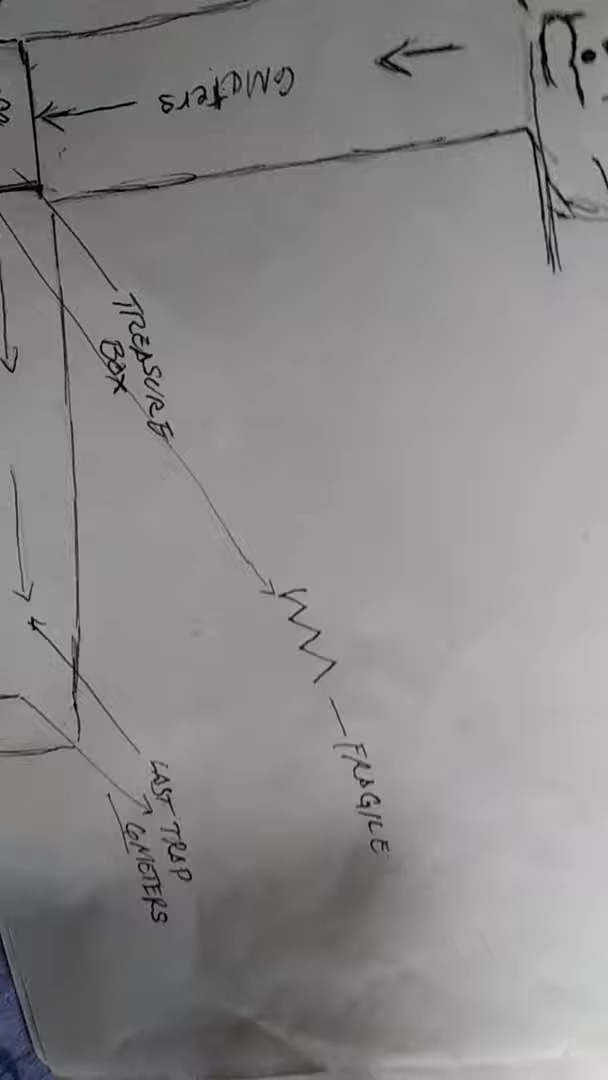 6Meters
TREASURE
BOX
FRAGILE
LAST TRAP
6METERS